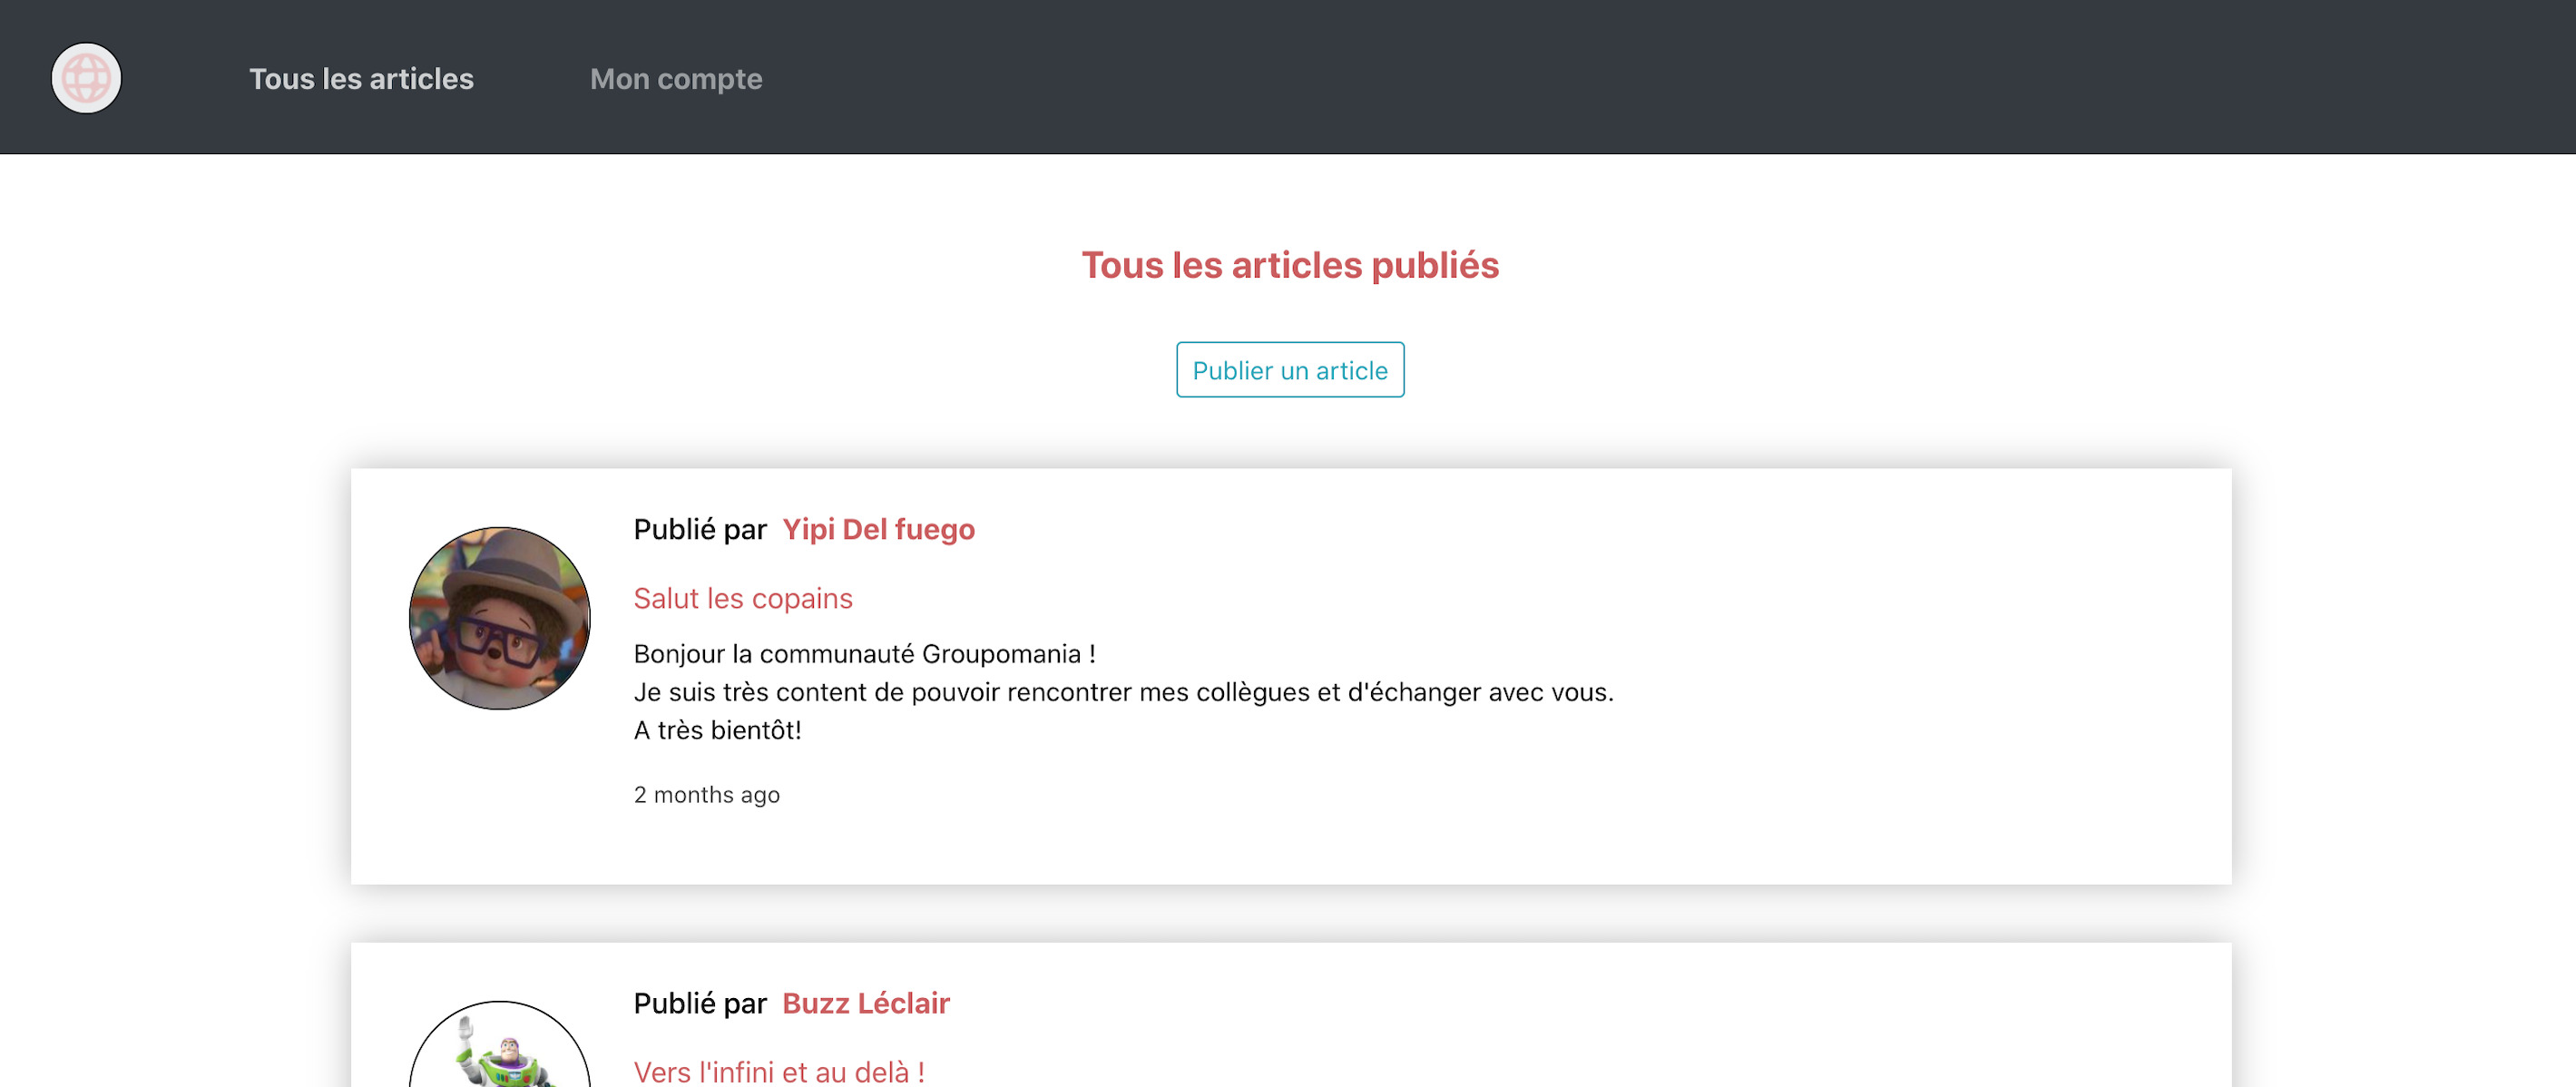 Tous les articles
Mon compte
Tous les articles publiés
Publier un article
Publié par Yipi Del fuego
Salut les copains
Bonjour la communauté Groupomania !
Je suis très content de pouvoir rencontrer mes collègues et d'échanger avec vous.
A très bientôt!
2 months ago
Publié par Buzz Léclair
Vers l'infini et au delà !